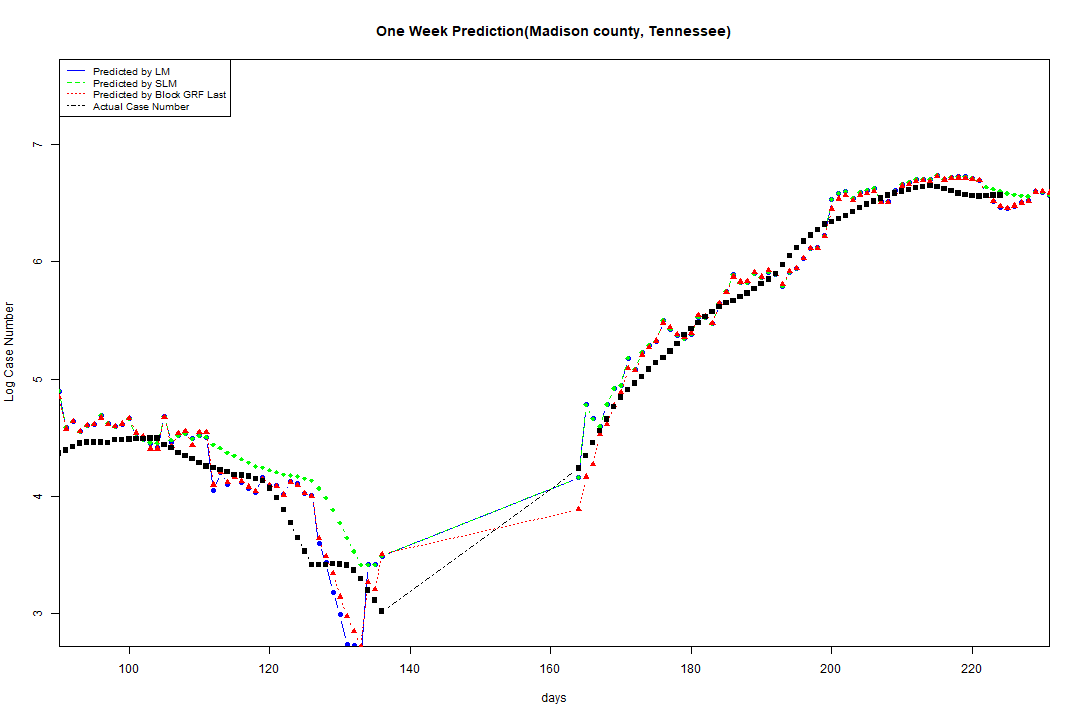 One Week Prediction(Madison county, Tennessee)
Predicted by LM
Predicted by SLM
Predicted by Block GRF Last
Actual Case Number
Log Case Number
7
6
5
4
3
100 120 140 160 180 200 220
days